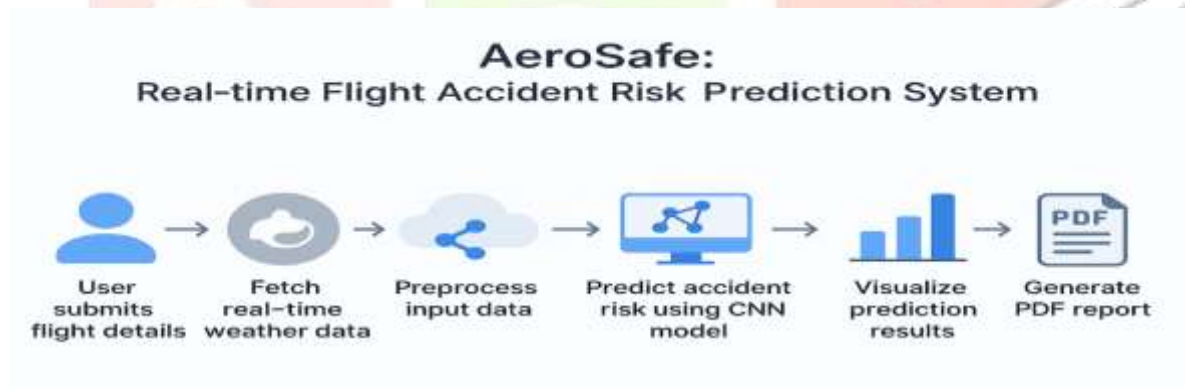 AeroSafe:
Real-time Flight Accident Risk Prediction System
PDF
User
submits
flight details
Fetch
real-time
weather data
Preprocess
input data
Predict accident
risk using CNN
model
Visualize
prediction
results
Generate
PDF report